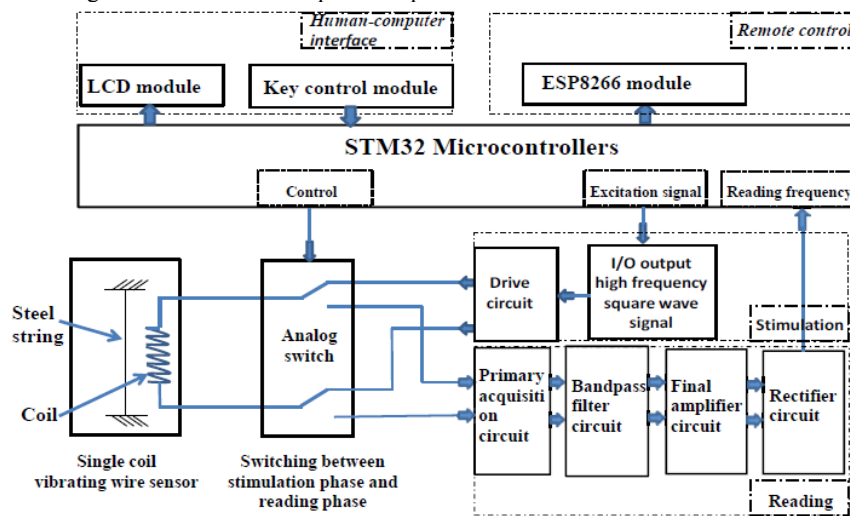 Human-computer
interface
Remote control
LCD module
Key control module
ESP8266 module
STM32 Microcontrollers
Control
Excitation signal
Reading frequency
Steel
string
Coil
Analog
switch
Drive
circuit
I/O output
high frequency
square wave
signal
Stimulation
Primary
acquisiti
on
circuit
Bandpass
filter
circuit
Final
amplifier
circuit
Rectifier
circuit
Reading
Single coil
vibrating wire sensor
Switching between
stimulation phase and
reading phase